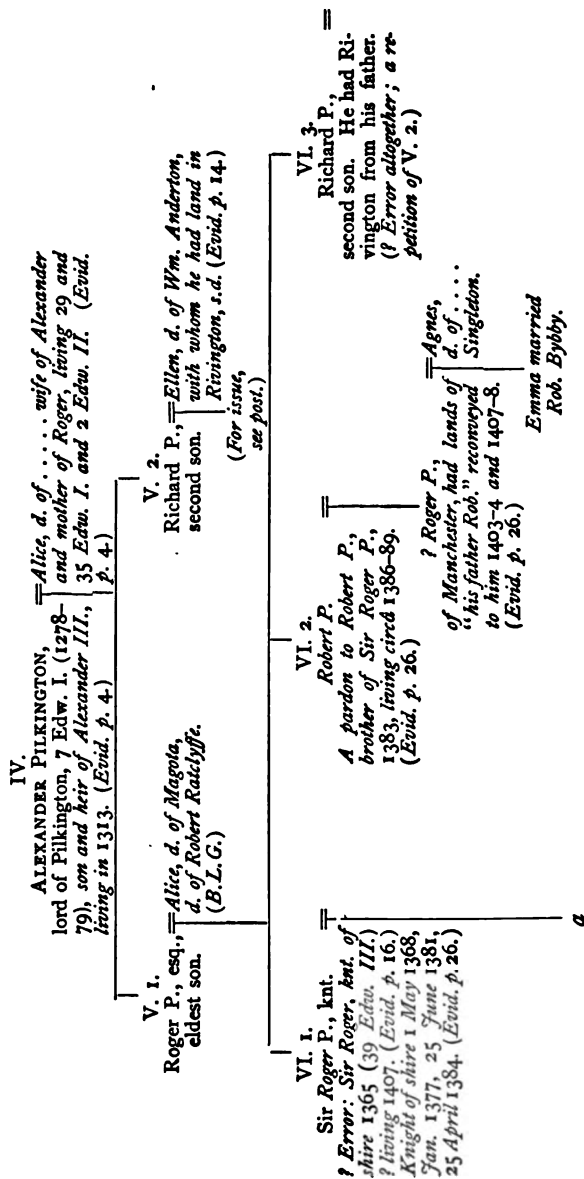 IV.
ALEXANDER PILKINGTON,
lord of Pilkington, 7 Edw. I. (1278–
79), son and heir of Alexander III.,
living in 1313. (Evid. p. 4.)
=Alice, d. of ..... wife of Alexander
and mother of Roger, living 29 and
35 Edw. I. and 2 Edw. II. (Evid.
p. 4.)
V. 1.
Roger P., esq.,
eldest son.
=Alice, d. of Magota,
d. of Robert Ratclyffe.
(B.L.G.)
V. 2.
Richard P.,
second son.
=Ellen, d. of Wm. Anderton,
with whom he had land in
Rivington, s.d. (Evid. p. 14.)
(For issue,
see post.)
VI. 1.
Sir Roger P., knt.
? Error: Sir Roger, knt. of
shire 1365 (39 Edw. III.)
? living 1407. (Evid. p. 16.)
Knight of shire 1 May 1368,
Jan. 1377, 25 June 1381,
25 April 1384. (Evid. p. 26.)
=
a
VI. 2.
Robert P.
A pardon to Robert P.,
brother of Sir Roger P.,
1383, living circâ 1386–89.
(Evid. p. 26.)
=
? Roger P.,
of Manchester, had lands of
"his father Rob." reconveyed
to him 1403–4 and 1407–8.
(Evid. p. 26.)
=Agnes,
d. of ....
Singleton.
Emma married
Rob. Bybby.
VI. 3.
Richard P.,
second son. He had Ri-
vington from his father.
(? Error altogether; a re-
petition of V. 2.)
=